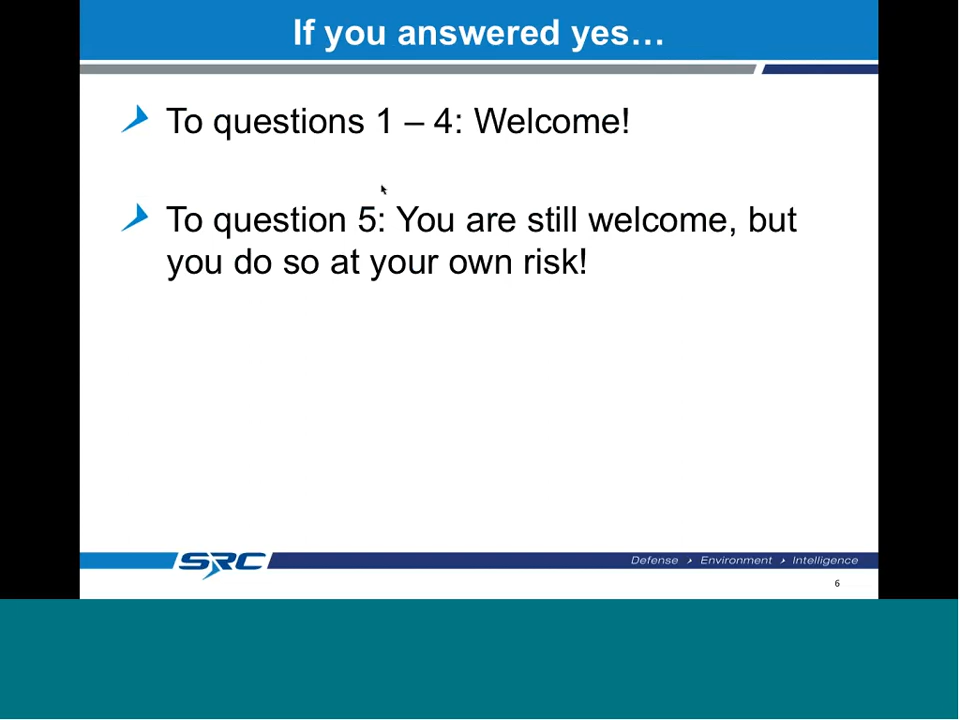 If you answered yes...
To questions 1 – 4: Welcome!
To question 5: You are still welcome, but
you do so at your own risk!
SRC
Defense › Environment › Intelligence
6